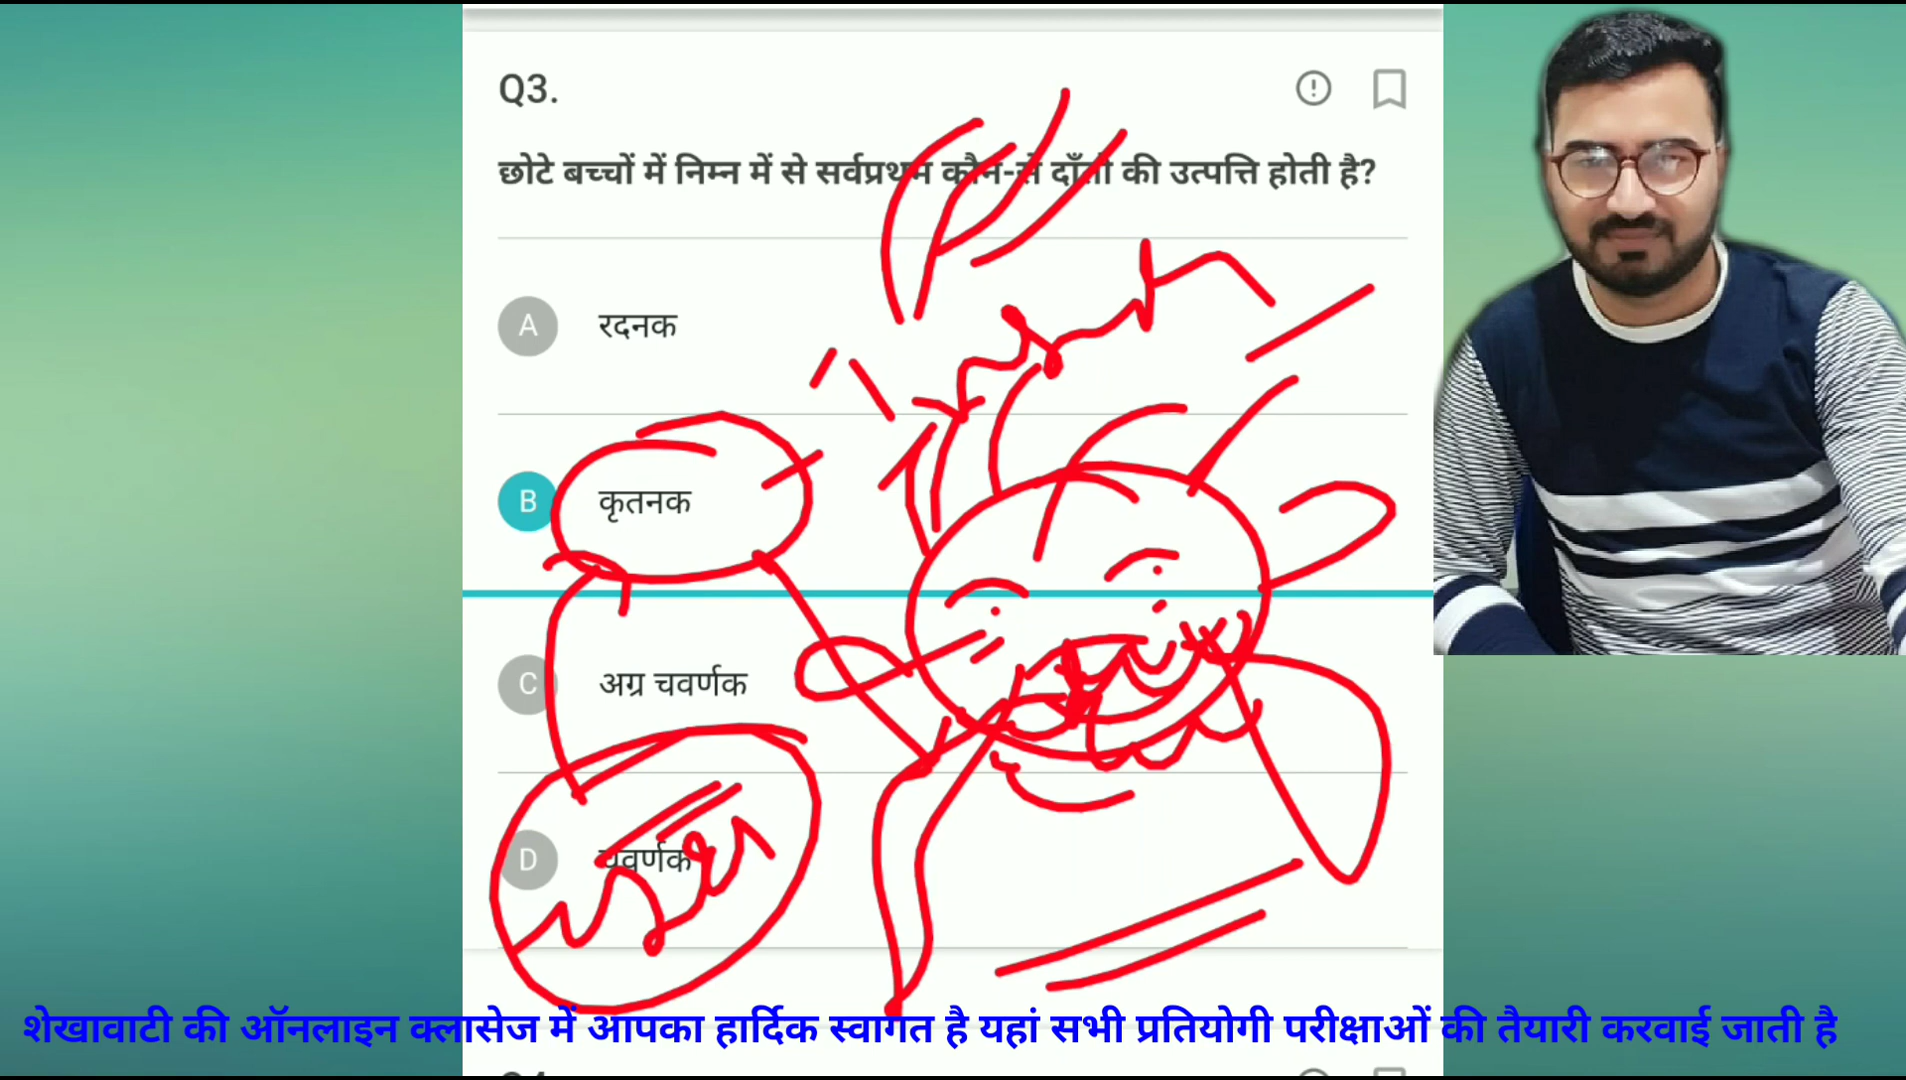 Q3.
छोटे बच्चों में निम्न में से सर्वप्रथम कौन-से दाँतों की उत्पत्ति होती है?
A रदनक
B कृतनक
C अग्र चवर्णक
D चवर्णक
शेखावाटी की ऑनलाइन क्लासेज में आपका हार्दिक स्वागत है यहां सभी प्रतियोगी परीक्षाओं की तैयारी करवाई जाती है